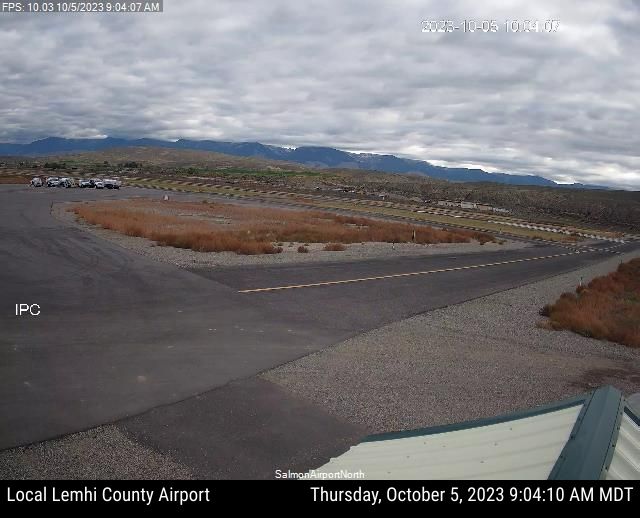 FPS: 10.03 10/5/2023 9:04:07 AM
2023-10-05 10:04:07
IPC
SalmonAirportNorth
Local Lemhi County Airport
Thursday, October 5, 2023 9:04:10 AM MDT